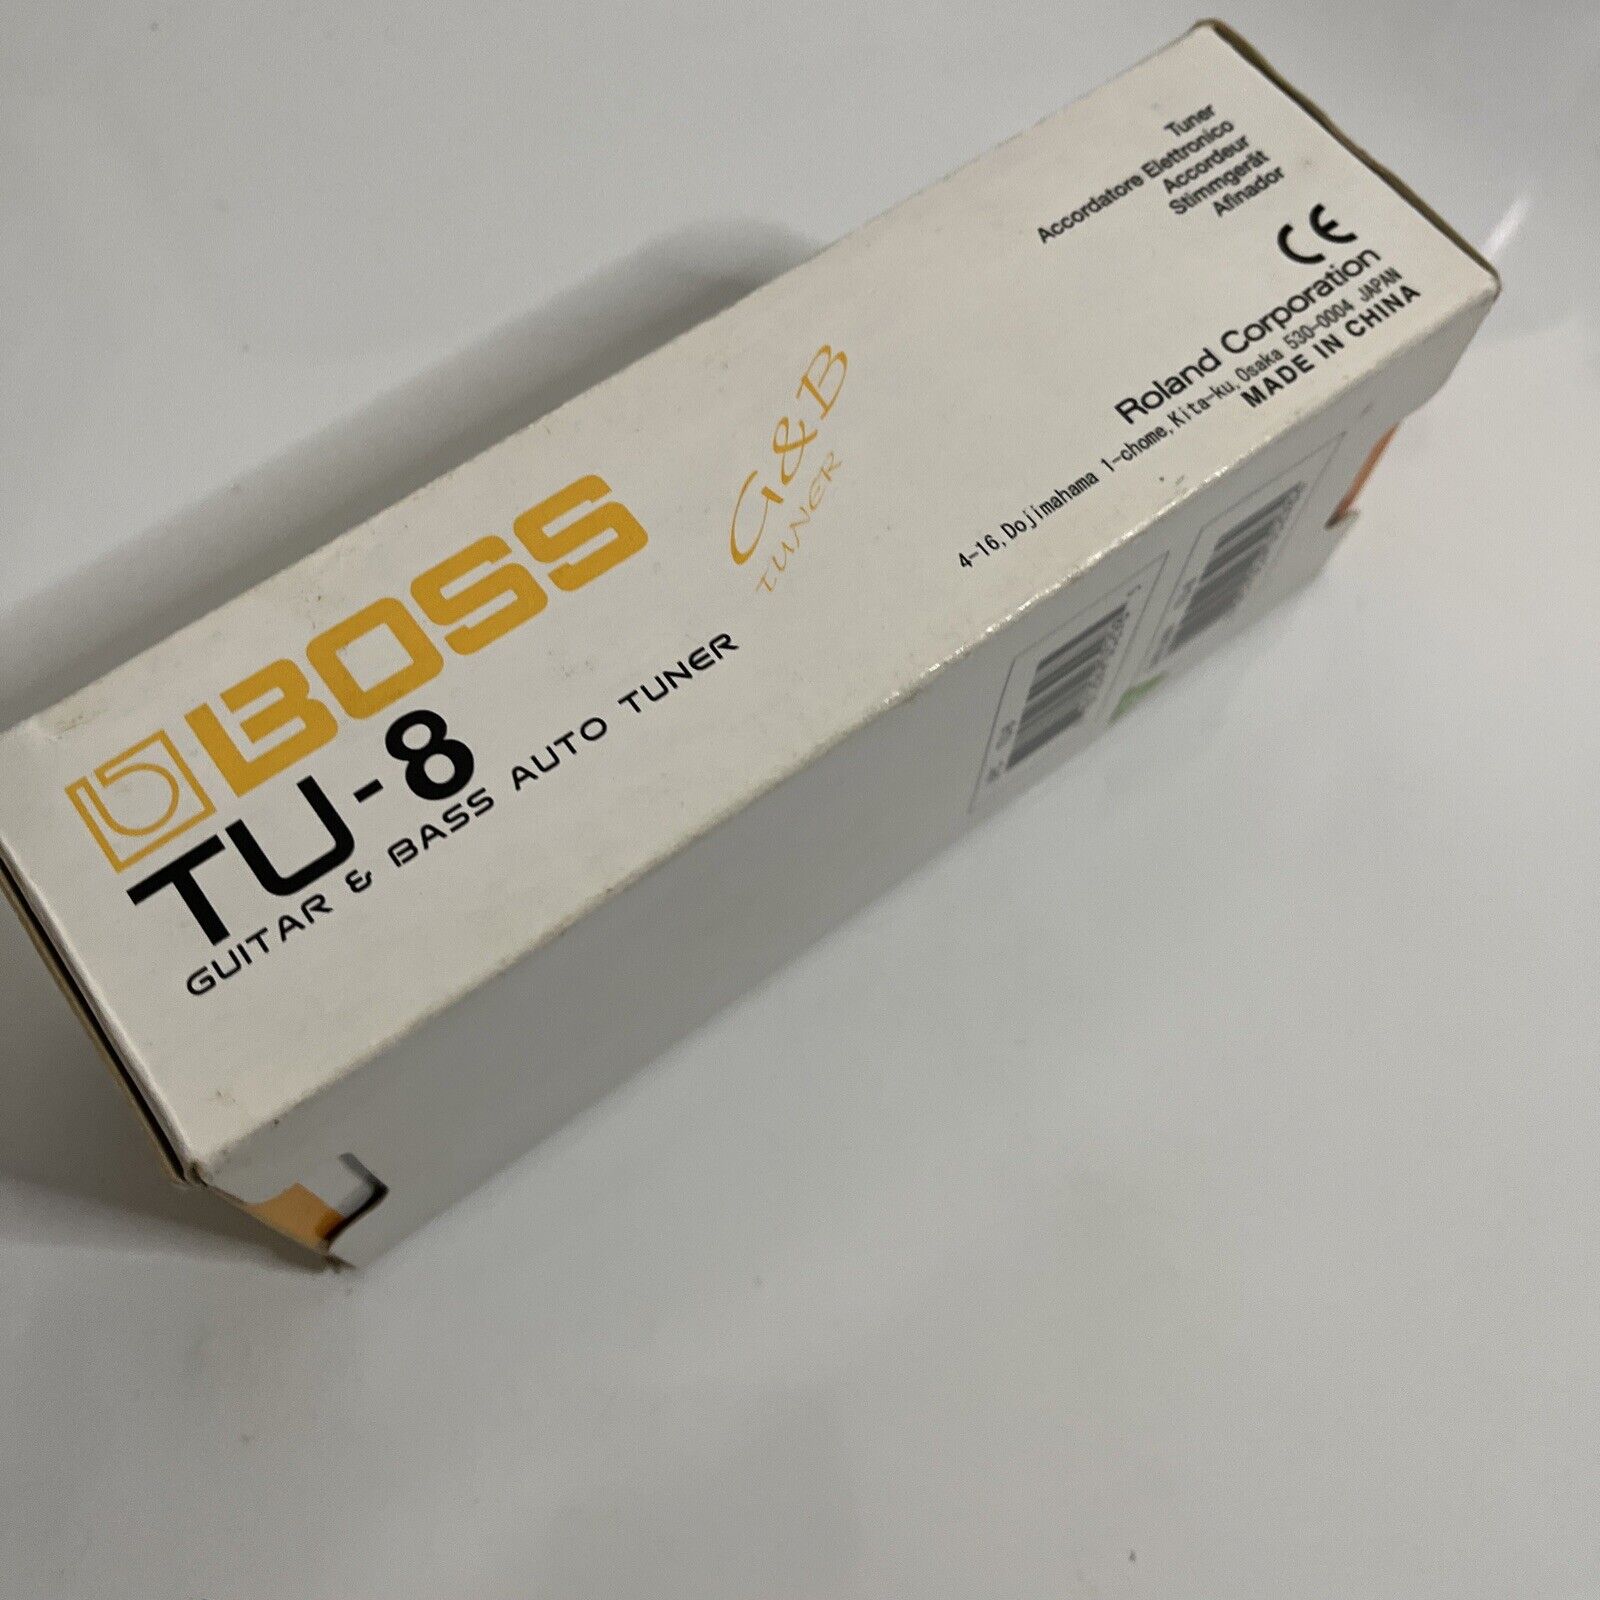 BOSS
TU-8
GUITAR & BASS AUTO TUNER
G&B
TUNER
Tuner
Accordatore Elettronico
Accordeur
Stimmgerät
Afinador
CE
Roland Corporation
4-16, Dojimahama 1-chome, Kita-ku, Osaka 530-0004 JAPAN
MADE IN CHINA